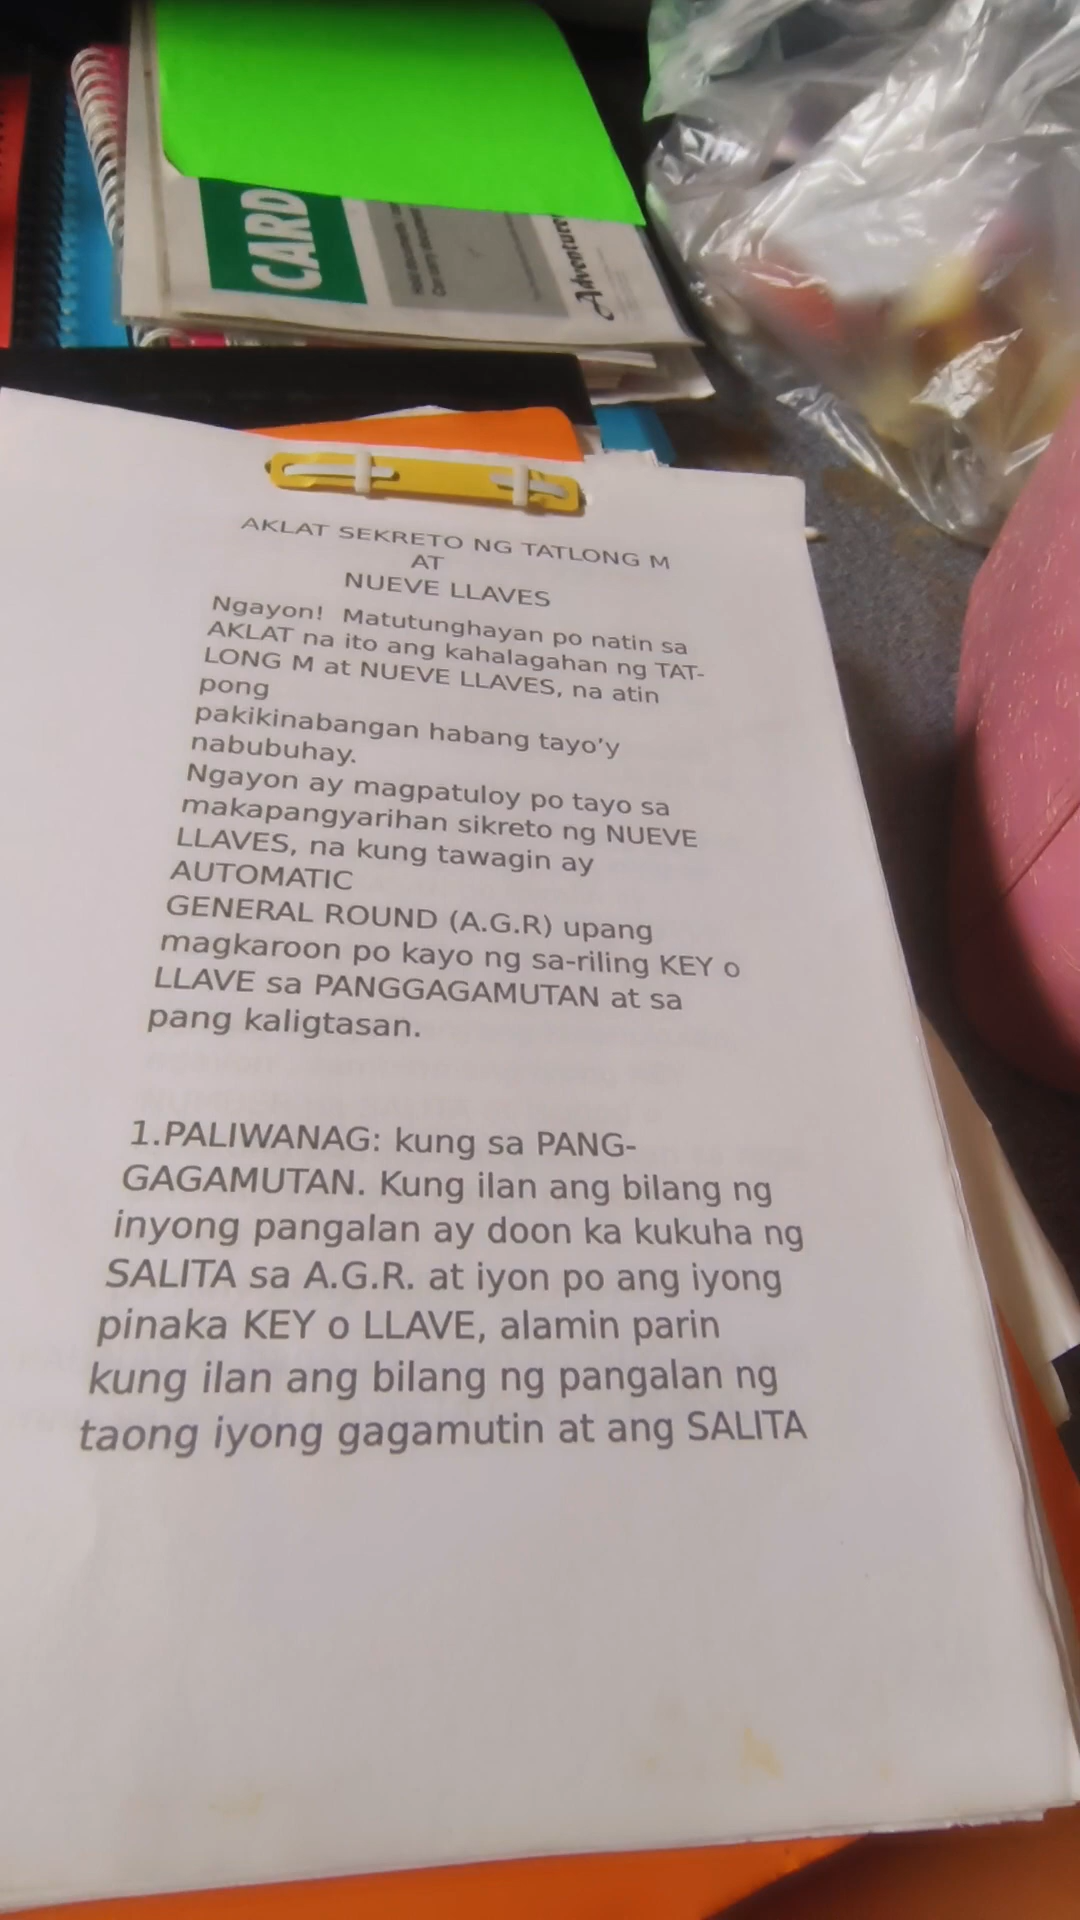 CARD
Adventure
AKLAT SEKRETO NG TATLONG M
AT
NUEVE LLAVES
Ngayon! Matutunghayan po natin sa
AKLAT na ito ang kahalagahan ng TAT-
LONG M at NUEVE LLAVES, na atin
pong
pakikinabangan habang tayo’y
nabubuhay.
Ngayon ay magpatuloy po tayo sa
makapangyarihan sikreto ng NUEVE
LLAVES, na kung tawagin ay
AUTOMATIC
GENERAL ROUND (A.G.R) upang
magkaroon po kayo ng sa-riling KEY o
LLAVE sa PANGGAGAMUTAN at sa
pang kaligtasan.
1.PALIWANAG: kung sa PANG-
GAGAMUTAN. Kung ilan ang bilang ng
inyong pangalan ay doon ka kukuha ng
SALITA sa A.G.R. at iyon po ang iyong
pinaka KEY o LLAVE, alamin parin
kung ilan ang bilang ng pangalan ng
taong iyong gagamutin at ang SALITA